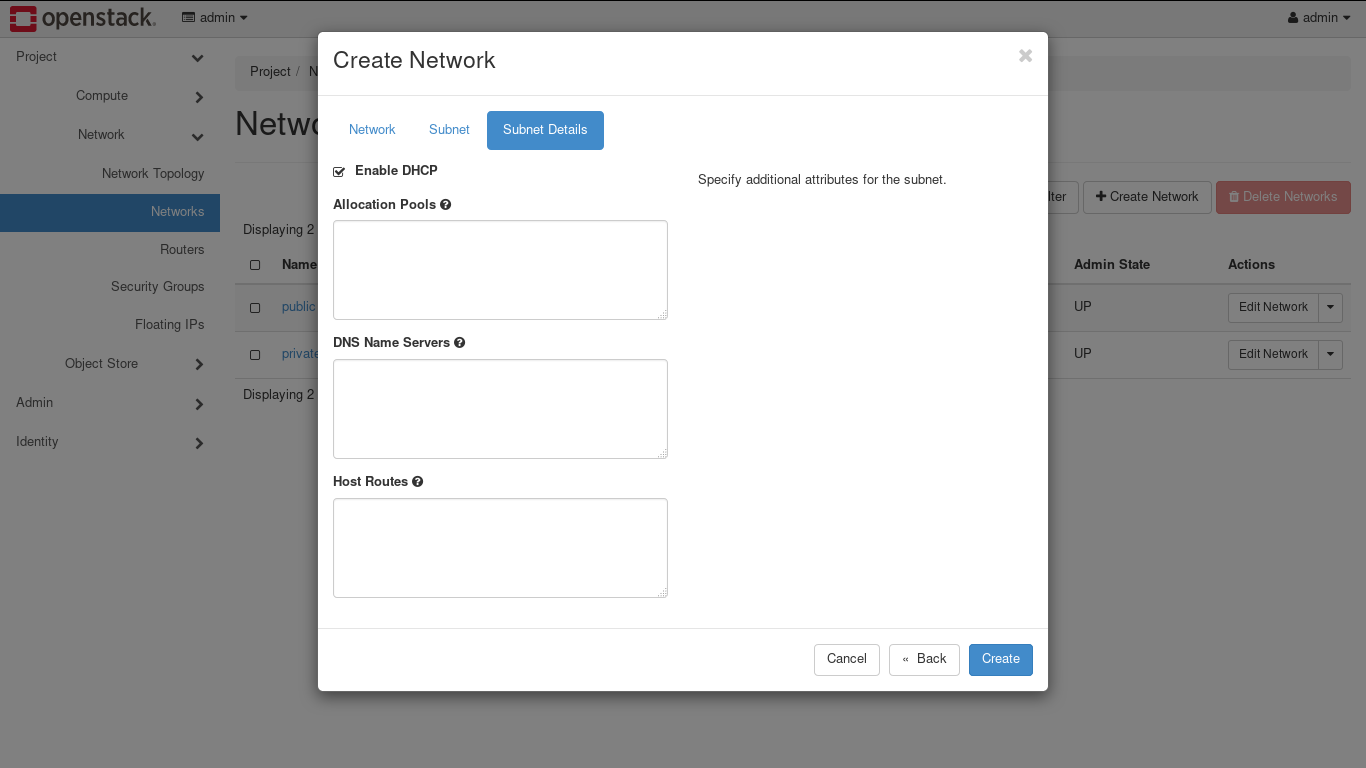 openstack.
admin
admin
Project
Compute
Network
Network Topology
Networks
Routers
Security Groups
Floating IPs
Object Store
Admin
Identity
Project /
Create Network
Delete Networks
Displaying 2
Name
Admin State
Actions
public
UP
Edit Network
private
UP
Edit Network
Displaying 2
Create Network
Network
Subnet
Subnet Details
Enable DHCP
Allocation Pools
DNS Name Servers
Host Routes
Specify additional attributes for the subnet.
Cancel
« Back
Create